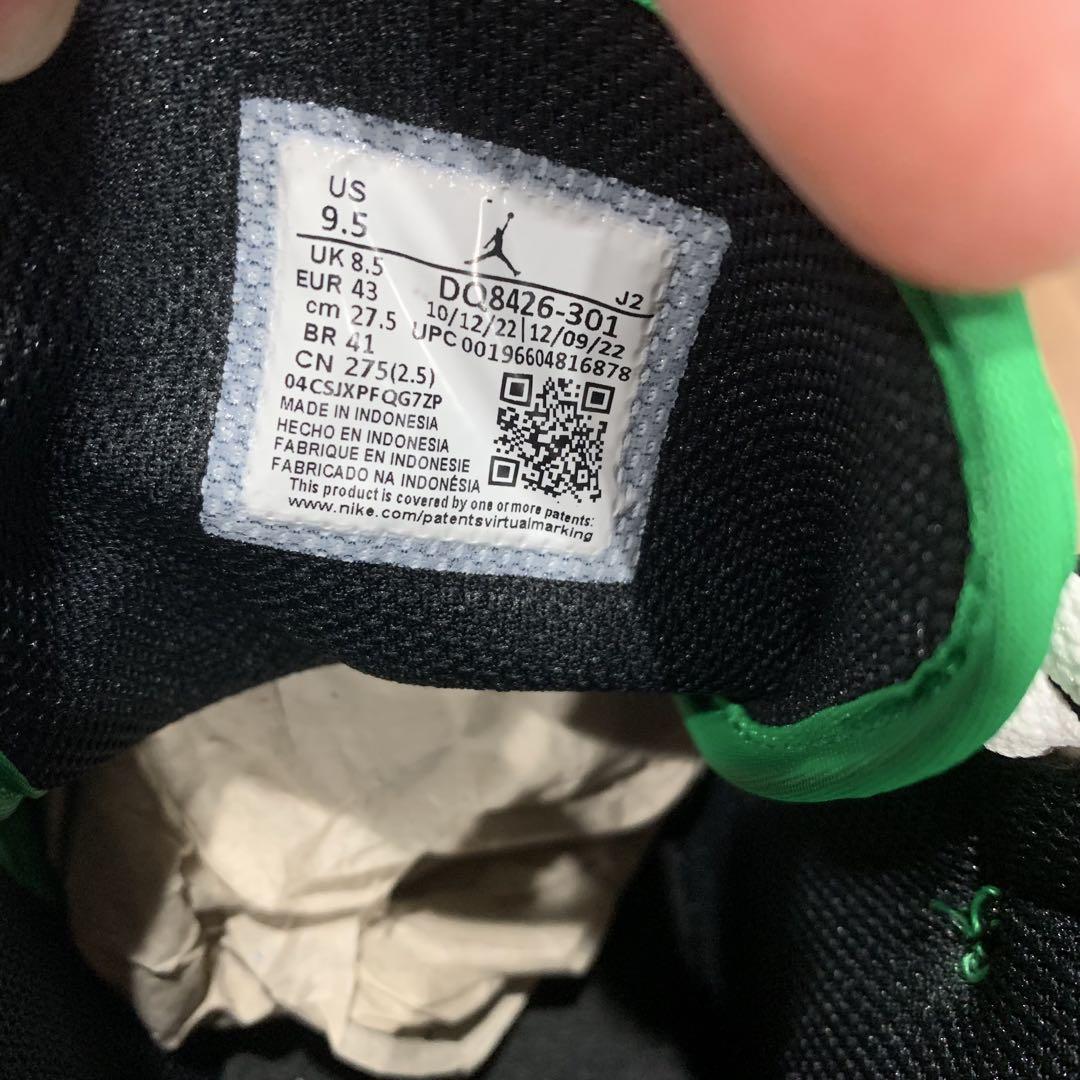 US
9.5
UK 8.5
EUR 43
cm 27.5
BR 41
CN 275(2.5)
J2
DQ8426-301
10/12/22|12/09/22
UPC 00196604816878
04CSJXPFQG7ZP
MADE IN INDONESIA
HECHO EN INDONESIA
FABRIQUE EN INDONESIE
FABRICADO NA INDONÉSIA
This product is covered by one or more patents:
www.nike.com/patentsvirtualmarking